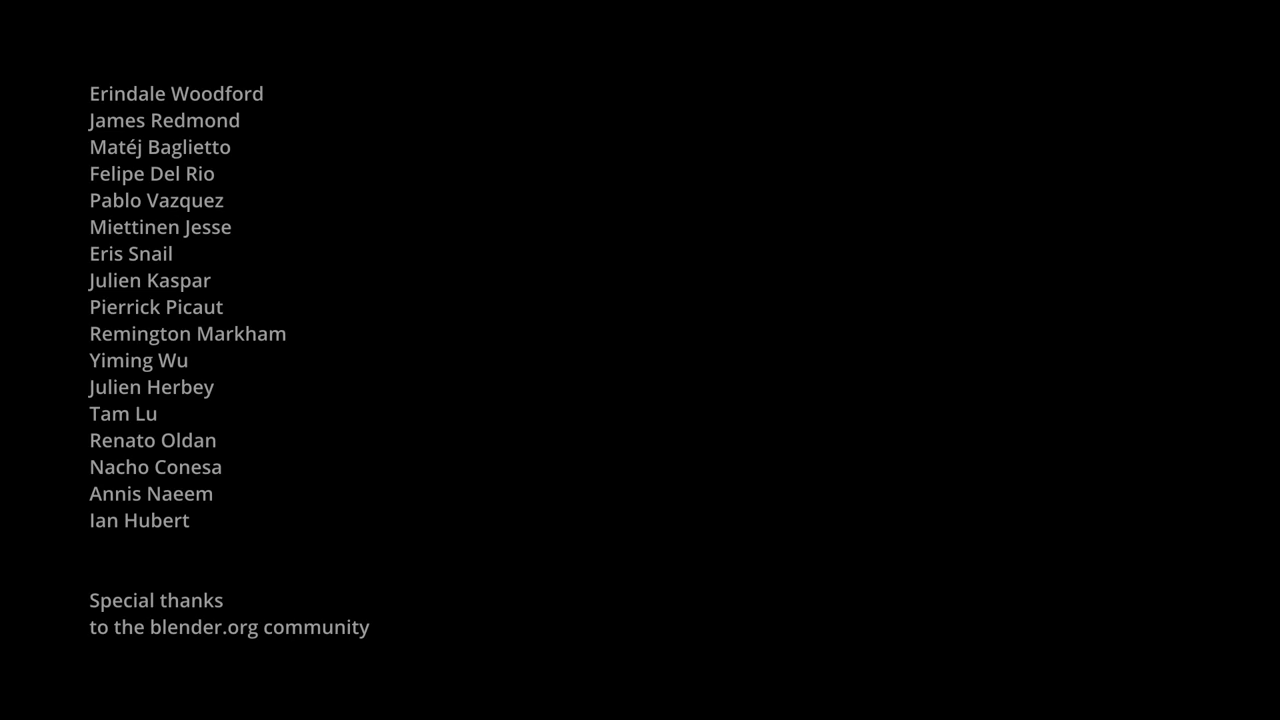 Erindale Woodford
James Redmond
Matéj Baglietto
Felipe Del Rio
Pablo Vazquez
Miettinen Jesse
Eris Snail
Julien Kaspar
Pierrick Picaut
Remington Markham
Yiming Wu
Julien Herbey
Tam Lu
Renato Oldan
Nacho Conesa
Annis Naeem
Ian Hubert
Special thanks
to the blender.org community